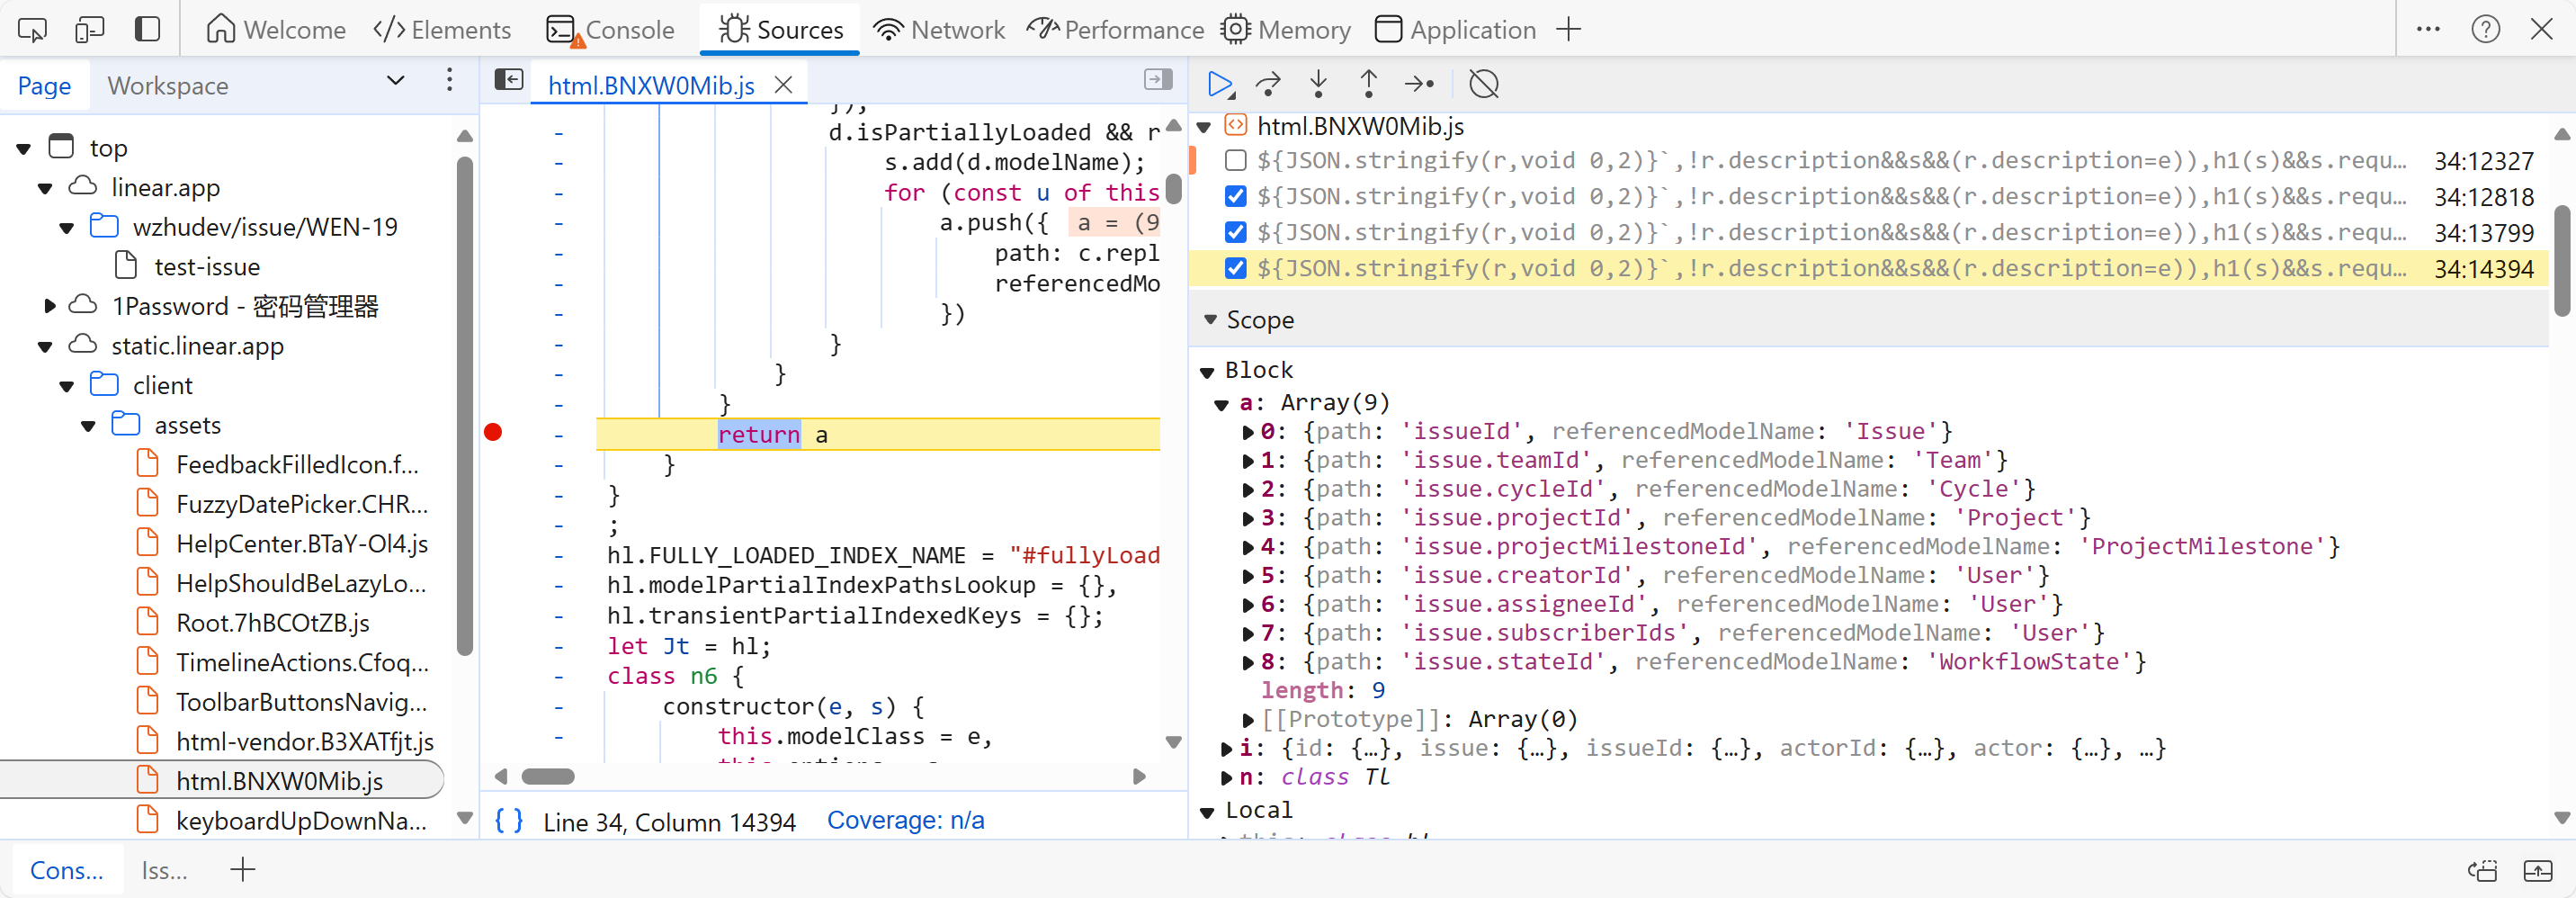 Welcome
Elements
Console
Sources
Network
Performance
Memory
Application
Page
Workspace
top
linear.app
wzhudev/issue/WEN-19
test-issue
1Password - 密码管理器
static.linear.app
client
assets
FeedbackFilledIcon.f...
FuzzyDatePicker.CHR...
HelpCenter.BTaY-Ol4.js
HelpShouldBeLazyLo...
Root.7hBCOtZB.js
TimelineActions.Cfoq...
ToolbarButtonsNavig...
html-vendor.B3XATfjt.js
html.BNXW0Mib.js
keyboardUpDownNa...
html.BNXW0Mib.js
});
d.isPartiallyLoaded && r
s.add(d.modelName);
for (const u of this
a.push({ a = (9
path: c.repl
referencedMo
})
}
}
}
return a
}
}
;
hl.FULLY_LOADED_INDEX_NAME = "#fullyLoad
hl.modelPartialIndexPathsLookup = {},
hl.transientPartialIndexedKeys = {};
let Jt = hl;
class n6 {
constructor(e, s) {
this.modelClass = e,
{ } Line 34, Column 14394 Coverage: n/a
html.BNXW0Mib.js
${JSON.stringify(r,void 0,2)}`,!r.description&&s&&(r.description=e)),h1(s)&&s.requ… 34:12327
${JSON.stringify(r,void 0,2)}`,!r.description&&s&&(r.description=e)),h1(s)&&s.requ… 34:12818
${JSON.stringify(r,void 0,2)}`,!r.description&&s&&(r.description=e)),h1(s)&&s.requ… 34:13799
${JSON.stringify(r,void 0,2)}`,!r.description&&s&&(r.description=e)),h1(s)&&s.requ… 34:14394
Scope
Block
a: Array(9)
0: {path: 'issueId', referencedModelName: 'Issue'}
1: {path: 'issue.teamId', referencedModelName: 'Team'}
2: {path: 'issue.cycleId', referencedModelName: 'Cycle'}
3: {path: 'issue.projectId', referencedModelName: 'Project'}
4: {path: 'issue.projectMilestoneId', referencedModelName: 'ProjectMilestone'}
5: {path: 'issue.creatorId', referencedModelName: 'User'}
6: {path: 'issue.assigneeId', referencedModelName: 'User'}
7: {path: 'issue.subscriberIds', referencedModelName: 'User'}
8: {path: 'issue.stateId', referencedModelName: 'WorkflowState'}
length: 9
[[Prototype]]: Array(0)
i: {id: {…}, issue: {…}, issueId: {…}, actorId: {…}, actor: {…}, …}
n: class Tl
Local
Cons...
Iss...